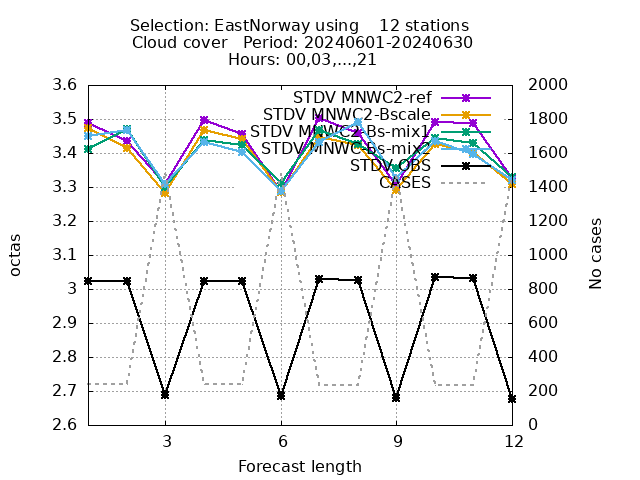 Selection: EastNorway using    12 stations
Cloud cover   Period: 20240601-20240630
Hours: 00,03,...,21
STDV MNWC2-ref
STDV MNWC2-Bscale
STDV MNWC2-Bs-mix1
STDV MNWC-Bs-mix2
STDV OBS
CASES
octas
3.6
3.5
3.4
3.3
3.2
3.1
3
2.9
2.8
2.7
2.6
2000
1800
1600
1400
1200
1000
800
600
400
200
0
No cases
3 6 9 12
Forecast length